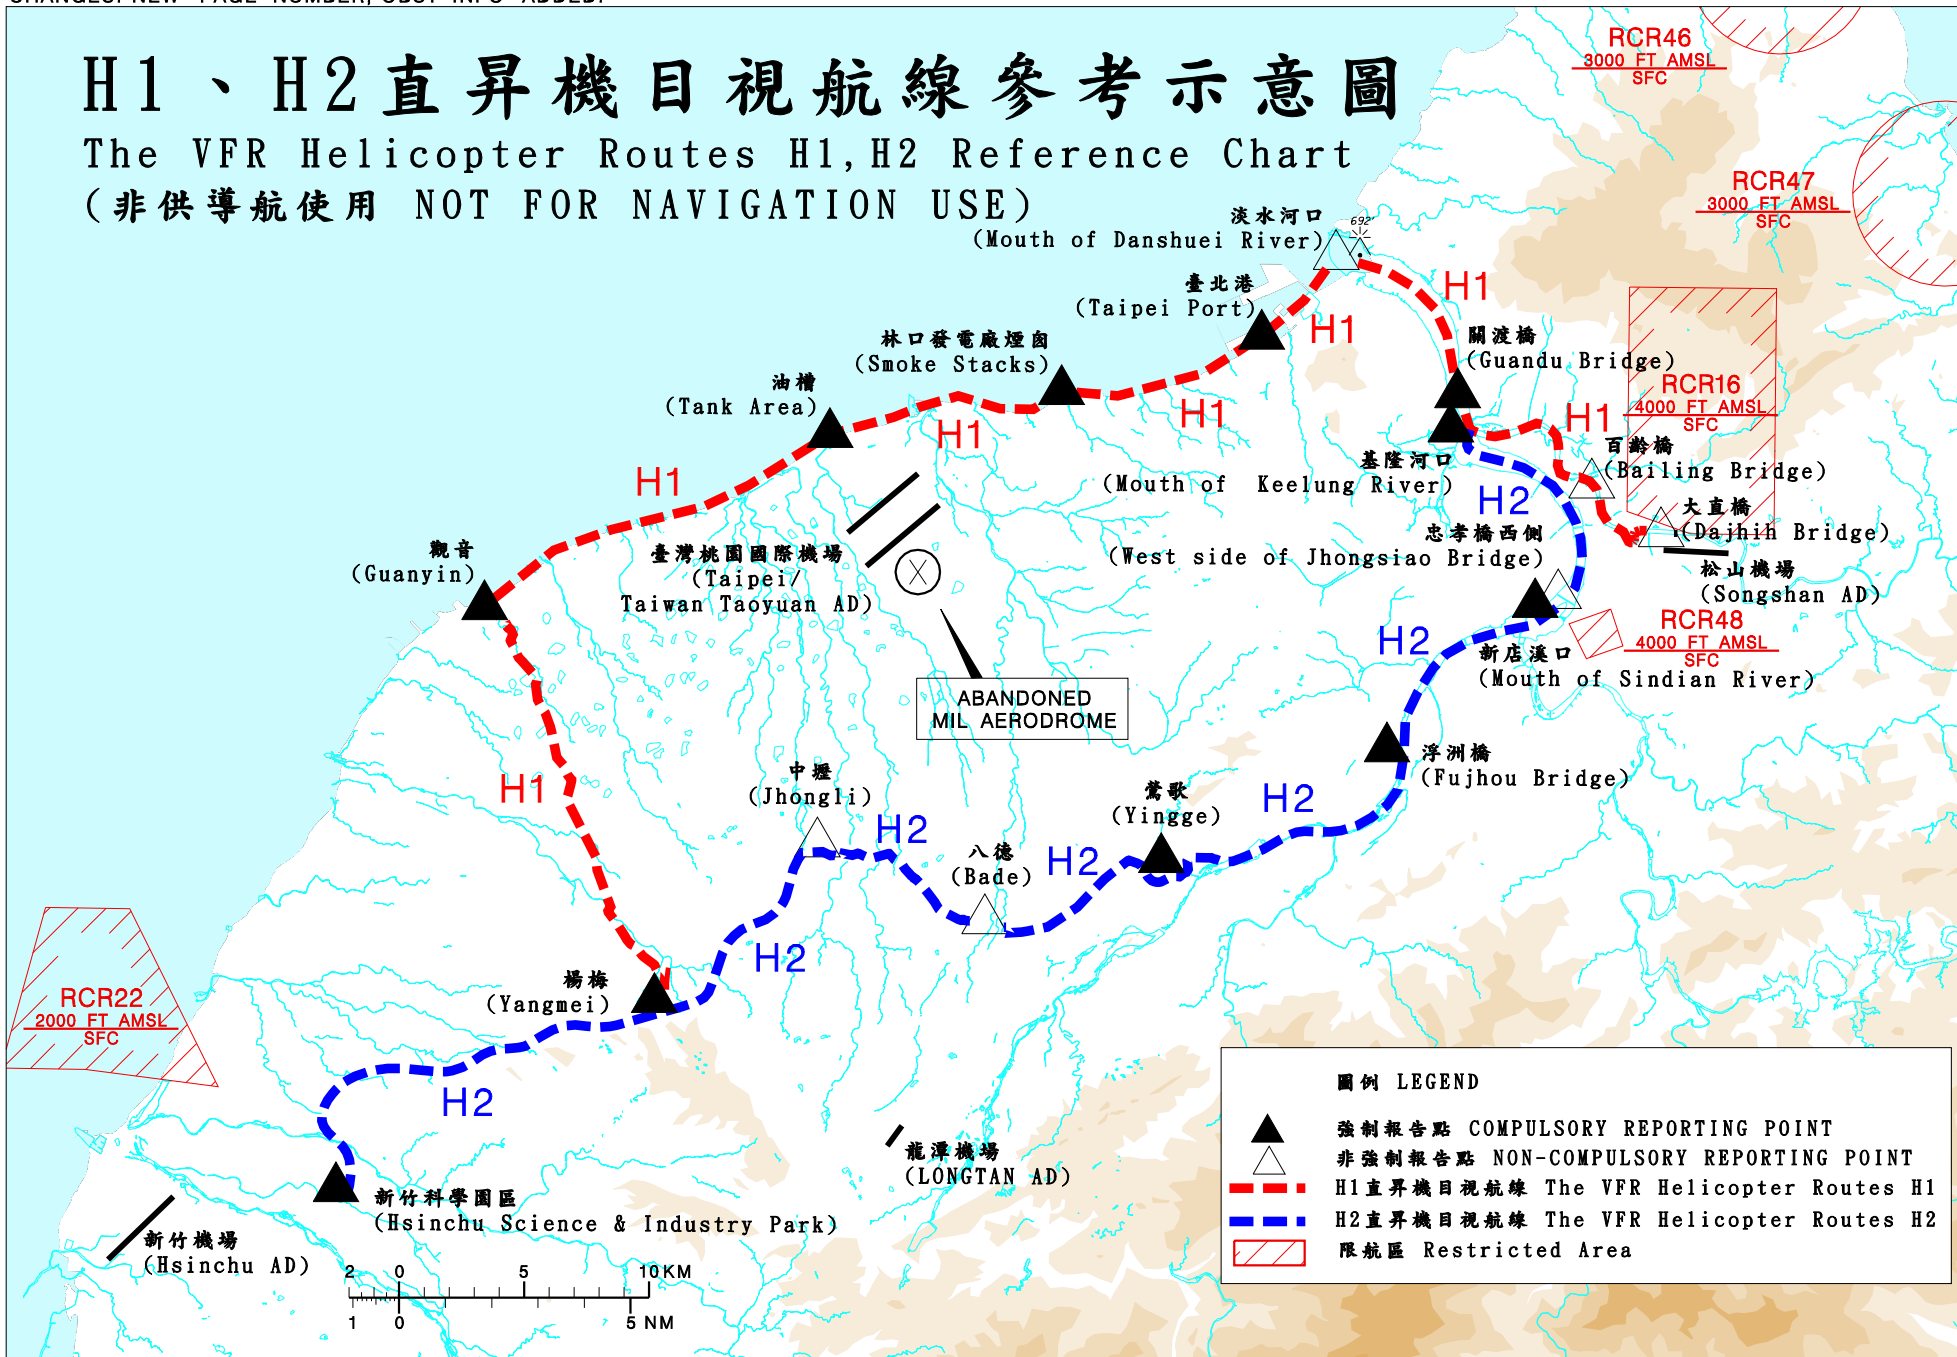 CHANGES: NEW PAGE NUMBER, OBST INFO ADDED.
H1、H2直昇機目視航線參考示意圖
The VFR Helicopter Routes H1,H2 Reference Chart
(非供導航使用 NOT FOR NAVIGATION USE)
RCR46
3000 FT AMSL
SFC
RCR47
3000 FT AMSL
SFC
淡水河口
(Mouth of Danshuei River)
692'
臺北港
(Taipei Port)
H1
H1
林口發電廠煙囪
(Smoke Stacks)
關渡橋
(Guandu Bridge)
油槽
(Tank Area)
RCR16
4000 FT AMSL
SFC
H1
H1
H1
百齡橋
(Bailing Bridge)
基隆河口
(Mouth of Keelung River)
H1
H2
大直橋
(Dajhih Bridge)
忠孝橋西側
(West side of Jhongsiao Bridge)
觀音
(Guanyin)
臺灣桃園國際機場
(Taipei/
Taiwan Taoyuan AD)
松山機場
(Songshan AD)
RCR48
4000 FT AMSL
SFC
H2
新店溪口
(Mouth of Sindian River)
ABANDONED
MIL AERODROME
浮洲橋
(Fujhou Bridge)
中壢
(Jhongli)
H1
鶯歌
(Yingge)
H2
H2
八德
(Bade)
H2
H2
楊梅
(Yangmei)
RCR22
2000 FT AMSL
SFC
H2
龍潭機場
(LONGTAN AD)
新竹科學園區
(Hsinchu Science & Industry Park)
新竹機場
(Hsinchu AD)
2 0 5 10KM
1 0 5 NM
圖例 LEGEND
強制報告點 COMPULSORY REPORTING POINT
非強制報告點 NON-COMPULSORY REPORTING POINT
H1直昇機目視航線 The VFR Helicopter Routes H1
H2直昇機目視航線 The VFR Helicopter Routes H2
限航區 Restricted Area